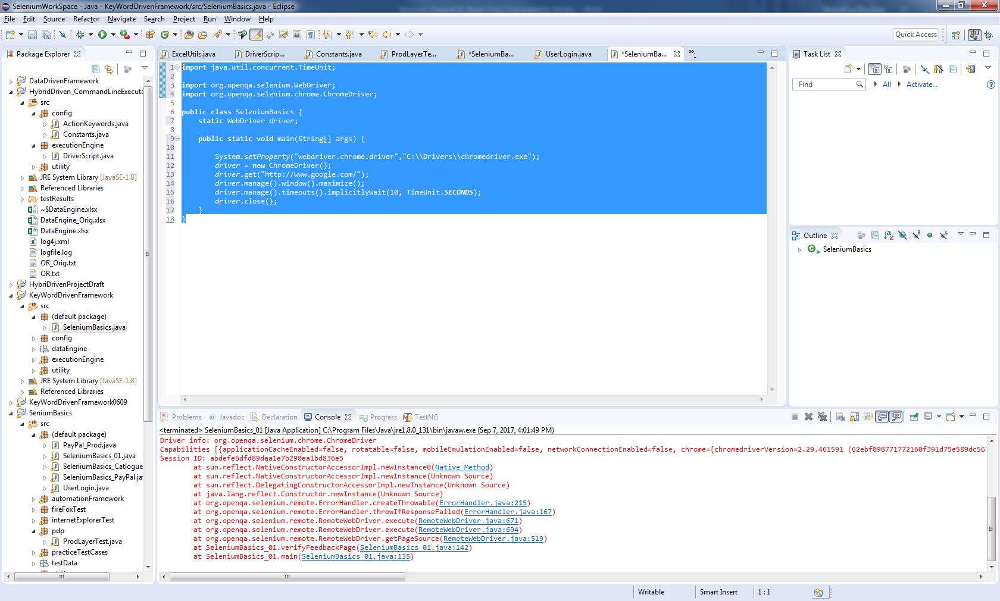 SeleniumWorkSpace - Java - KeyWordDrivenFramework/src/SeleniumBasics.java - Eclipse
File Edit Source Refactor Navigate Search Project Run Window Help
Quick Access
Package Explorer
DataDrivenFramework
HybridDriven_CommandLineExecuta
src
config
ActionKeywords.java
Constants.java
executionEngine
DriverScript.java
utility
JRE System Library [JavaSE-1.8]
Referenced Libraries
testResults
~$DataEngine.xlsx
DataEngine_Orig.xlsx
DataEngine.xlsx
log4j.xml
logfile.log
OR_Orig.txt
OR.txt
HybriDrivenProjectDraft
KeyWordDrivenFramework
src
(default package)
SeleniumBasics.java
config
dataEngine
executionEngine
utility
JRE System Library [JavaSE-1.8]
Referenced Libraries
KeyWordDrivenFramework0609
SeniumBasics
src
(default package)
PayPal_Prod.java
SeleniumBasics_01.java
SeleniumBasics_Catlogue
SeleniumBasics_PayPal.ja
UserLogin.java
automationFramework
fireFoxTest
internetExplorerTest
pdp
ProdLayerTest.java
practiceTestCases
testData
ExcelUtils.java DriverScrip... Constants.java ProdLayerTe... *SeleniumBa... UserLogin.java *SeleniumBa... »1
1 import java.util.concurrent.TimeUnit;
2
3 import org.openqa.selenium.WebDriver;
4 import org.openqa.selenium.chrome.ChromeDriver;
5
6 public class SeleniumBasics {
7 static WebDriver driver;
8
9 public static void main(String[] args) {
10
11 System.setProperty("webdriver.chrome.driver","C:\\Drivers\\chromedriver.exe");
12 driver = new ChromeDriver();
13 driver.get("http://www.google.com/");
14 driver.manage().window().maximize();
15 driver.manage().timeouts().implicitlyWait(10, TimeUnit.SECONDS);
16 driver.close();
17 }
18 }
Task List
Find All Activate...
Outline
SeleniumBasics
Problems Javadoc Declaration Console Progress TestNG
<terminated> SeleniumBasics_01 [Java Application] C:\Program Files\Java\jre1.8.0_131\bin\javaw.exe (Sep 7, 2017, 4:01:49 PM)
Driver info: org.openqa.selenium.chrome.ChromeDriver
Capabilities [{applicationCacheEnabled=false, rotatable=false, mobileEmulationEnabled=false, networkConnectionEnabled=false, chrome={chromedriverVersion=2.29.461591 (62ebf098771772160f391d75e589dc567
Session ID: abdefe6dfd89daa1e7b290ea1bd836e5
at sun.reflect.NativeConstructorAccessorImpl.newInstance0(Native Method)
at sun.reflect.NativeConstructorAccessorImpl.newInstance(Unknown Source)
at sun.reflect.DelegatingConstructorAccessorImpl.newInstance(Unknown Source)
at java.lang.reflect.Constructor.newInstance(Unknown Source)
at org.openqa.selenium.remote.ErrorHandler.createThrowable(ErrorHandler.java:215)
at org.openqa.selenium.remote.ErrorHandler.throwIfResponseFailed(ErrorHandler.java:167)
at org.openqa.selenium.remote.RemoteWebDriver.execute(RemoteWebDriver.java:671)
at org.openqa.selenium.remote.RemoteWebDriver.execute(RemoteWebDriver.java:694)
at org.openqa.selenium.remote.RemoteWebDriver.getPageSource(RemoteWebDriver.java:519)
at SeleniumBasics_01.verifyFeedbackPage(SeleniumBasics_01.java:142)
at SeleniumBasics_01.main(SeleniumBasics_01.java:135)
Writable Smart Insert 1 : 1